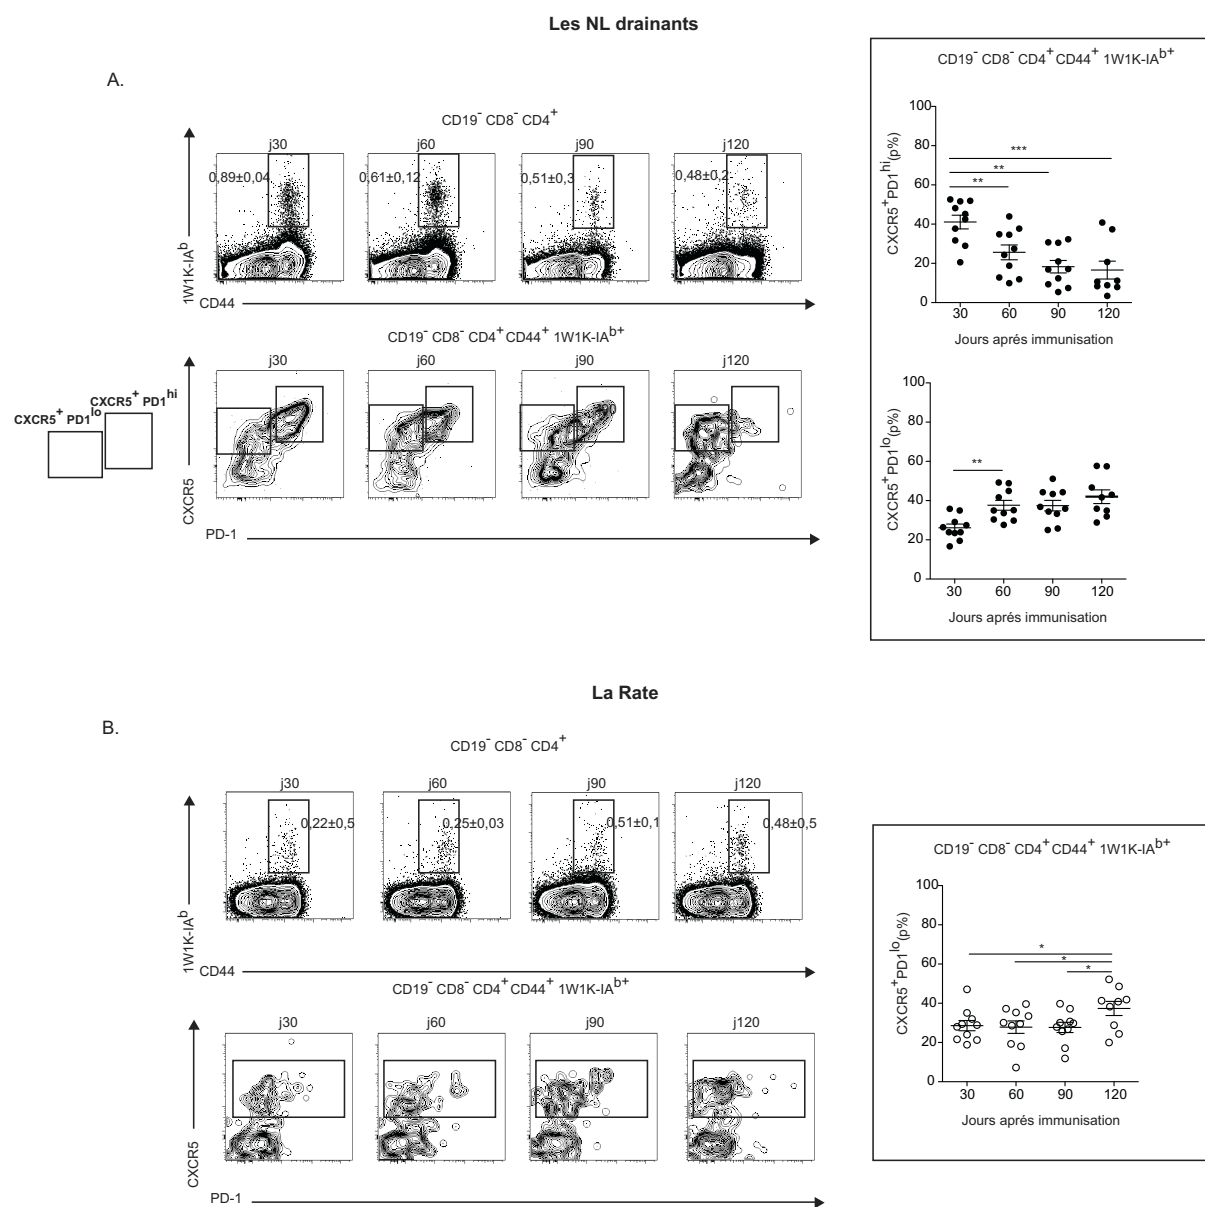 Les NL drainants
A.
CD19⁻ CD8⁻ CD4⁺
j30 j60 j90 j120
0,89±0,04 0,61±0,12 0,51±0,3 0,48±0,2
1W1K-IAᵇ
CD44
CD19⁻ CD8⁻ CD4⁺CD44⁺ 1W1K-IAᵇ⁺
j30 j60 j90 j120
CXCR5⁺ PD1ʰⁱ
CXCR5⁺ PD1ˡᵒ
CXCR5
PD-1
CD19⁻ CD8⁻ CD4⁺CD44⁺ 1W1K-IAᵇ⁺
CXCR5⁺PD1ʰⁱ(p%)
100
80
60
40
20
0
***
**
**
30 60 90 120
Jours aprés immunisation
CXCR5⁺PD1ˡᵒ(p%)
100
80
60
40
20
0
**
30 60 90 120
Jours aprés immunisation
La Rate
B.
CD19⁻ CD8⁻ CD4⁺
j30 j60 j90 j120
0,22±0,5 0,25±0,03 0,51±0,1 0,48±0,5
1W1K-IAᵇ
CD44
CD19⁻ CD8⁻ CD4⁺CD44⁺ 1W1K-IAᵇ⁺
j30 j60 j90 j120
CXCR5
PD-1
CD19⁻ CD8⁻ CD4⁺CD44⁺ 1W1K-IAᵇ⁺
CXCR5⁺PD1ˡᵒ(p%)
100
80
60
40
20
0
*
*
*
30 60 90 120
Jours aprés immunisation